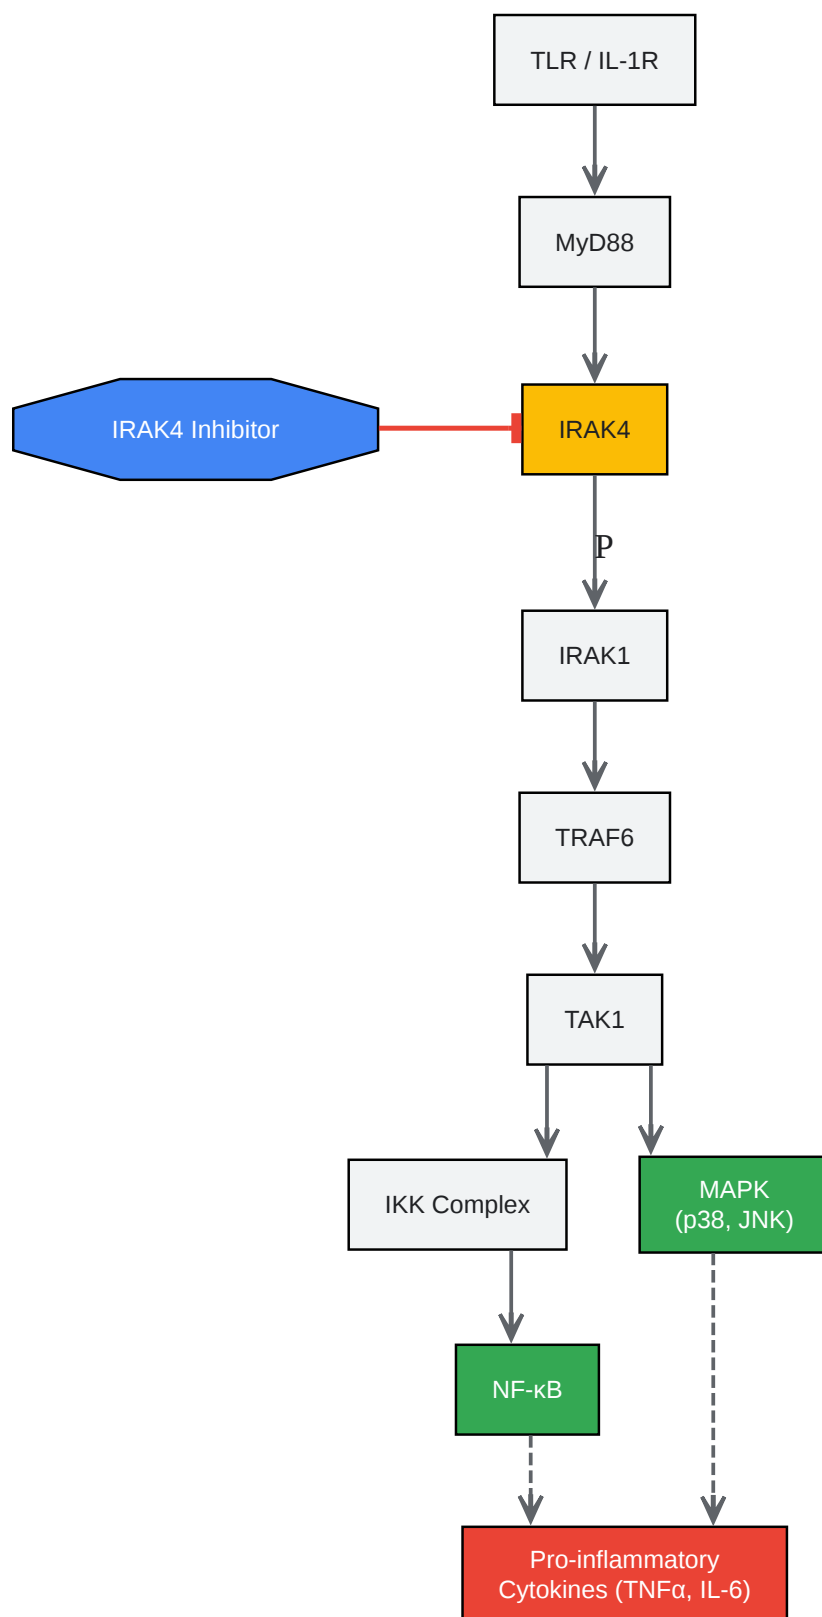 TLR / IL-1R
MyD88
IRAK4 Inhibitor
IRAK4
P
IRAK1
TRAF6
TAK1
IKK Complex
MAPK
(p38, JNK)
NF-κB
Pro-inflammatory
Cytokines (TNFα, IL-6)